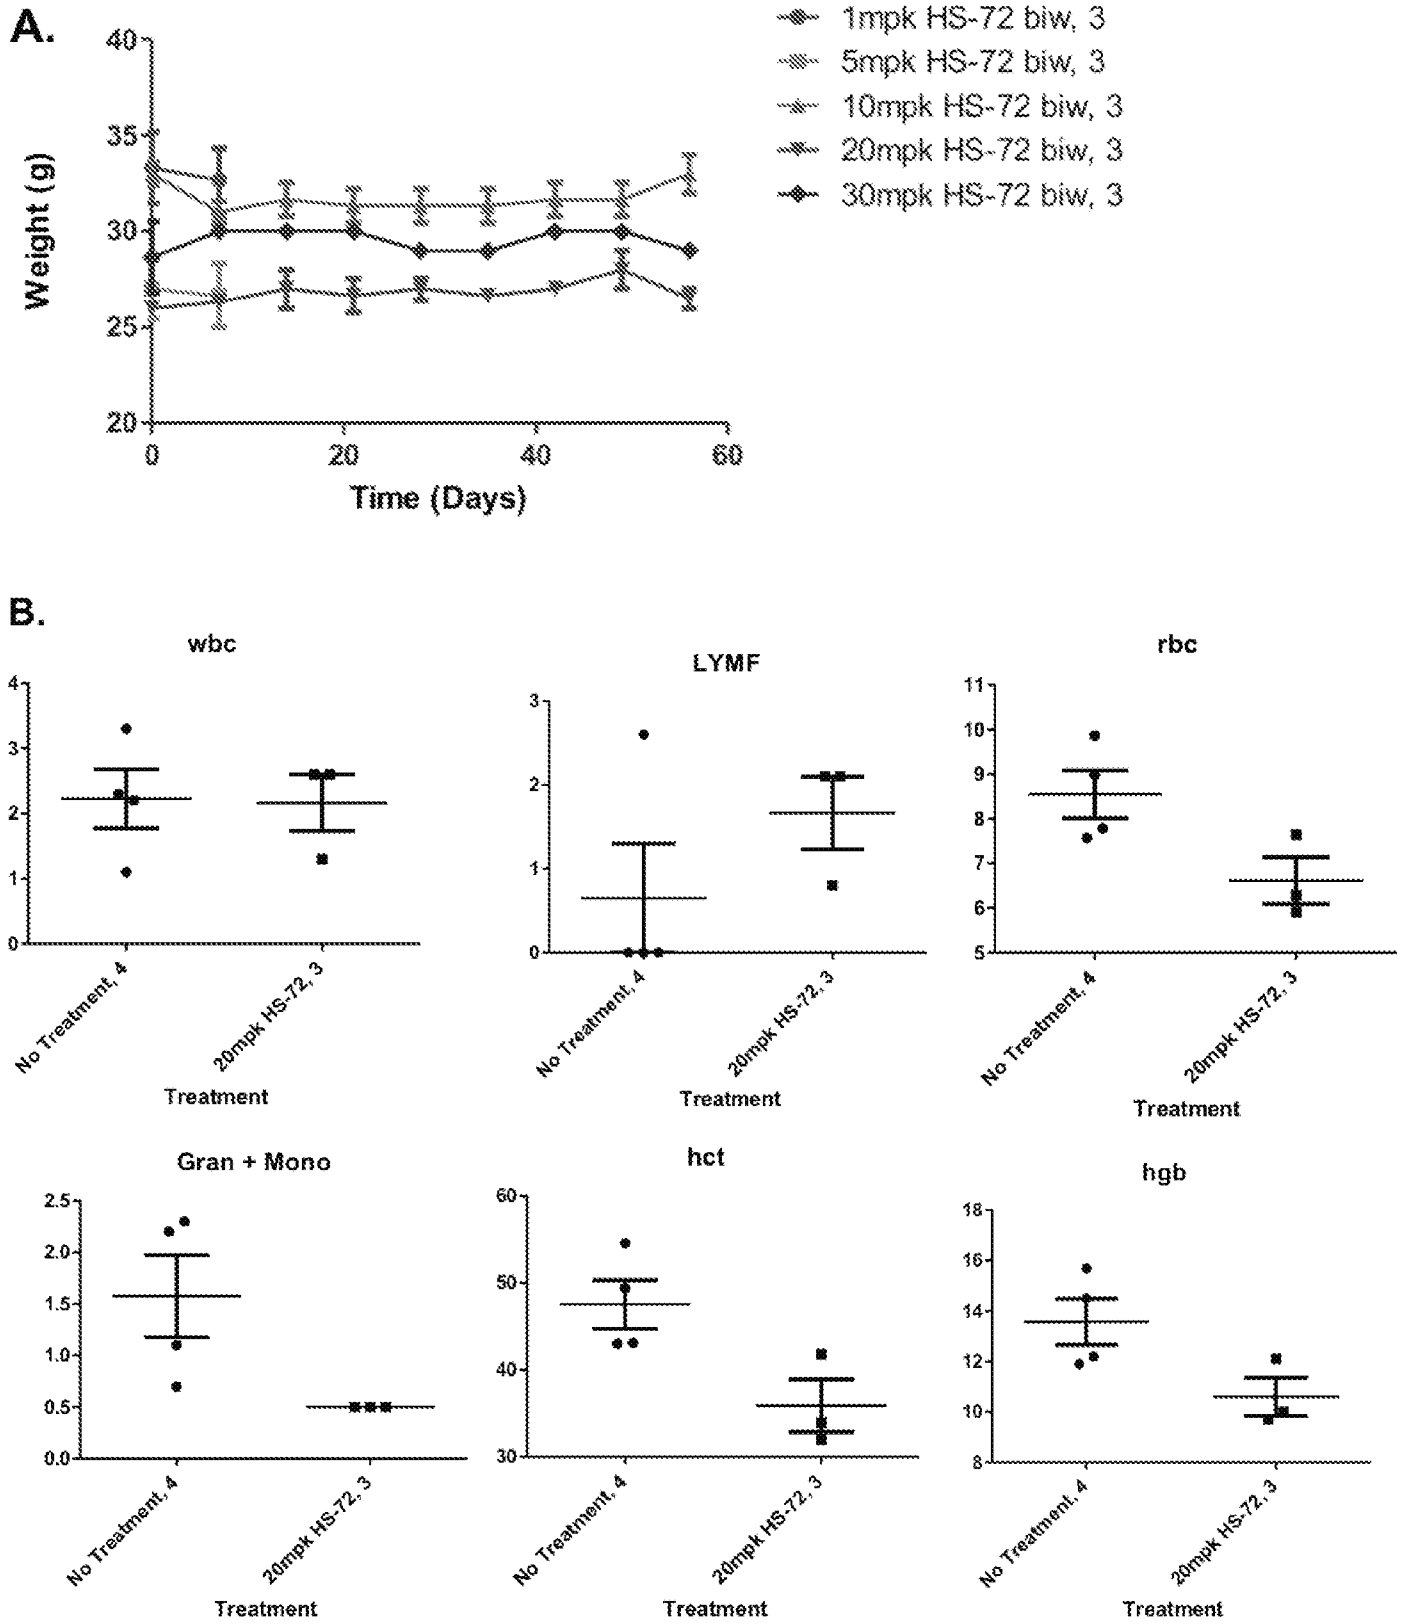 A.
40
35
30
25
20
Weight (g)
0
20
40
60
Time (Days)
1mpk HS-72 biw, 3
5mpk HS-72 biw, 3
10mpk HS-72 biw, 3
20mpk HS-72 biw, 3
30mpk HS-72 biw, 3
B.
wbc
4
3
2
1
0
No Treatment, 4
20mpk HS-72, 3
Treatment
LYMF
3
2
1
0
No Treatment, 4
20mpk HS-72, 3
Treatment
rbc
11
10
9
8
7
6
5
No Treatment, 4
20mpk HS-72, 3
Treatment
Gran + Mono
2.5
2.0
1.5
1.0
0.5
0.0
No Treatment, 4
20mpk HS-72, 3
Treatment
hct
60
50
40
30
No Treatment, 4
20mpk HS-72, 3
Treatment
hgb
18
16
14
12
10
8
No Treatment, 4
20mpk HS-72, 3
Treatment